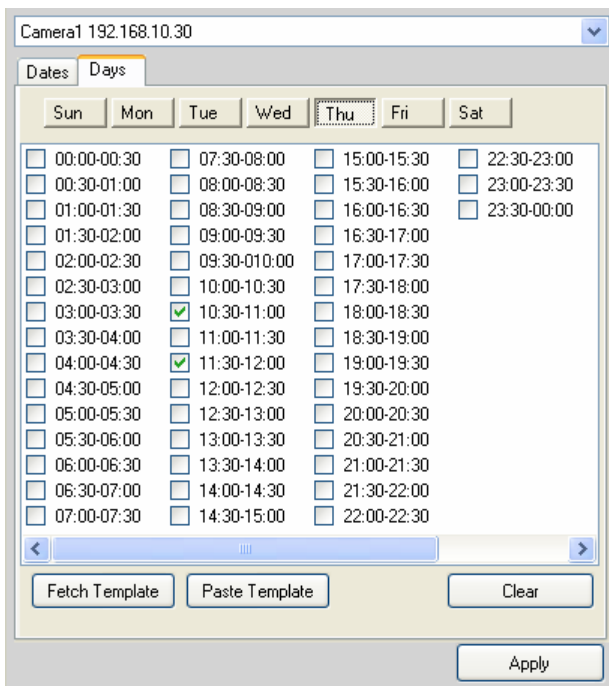 Camera1 192.168.10.30
Dates Days
Sun Mon Tue Wed Thu Fri Sat
00:00-00:30 07:30-08:00 15:00-15:30 22:30-23:00
00:30-01:00 08:00-08:30 15:30-16:00 23:00-23:30
01:00-01:30 08:30-09:00 16:00-16:30 23:30-00:00
01:30-02:00 09:00-09:30 16:30-17:00
02:00-02:30 09:30-010:00 17:00-17:30
02:30-03:00 10:00-10:30 17:30-18:00
03:00-03:30 10:30-11:00 18:00-18:30
03:30-04:00 11:00-11:30 18:30-19:00
04:00-04:30 11:30-12:00 19:00-19:30
04:30-05:00 12:00-12:30 19:30-20:00
05:00-05:30 12:30-13:00 20:00-20:30
05:30-06:00 13:00-13:30 20:30-21:00
06:00-06:30 13:30-14:00 21:00-21:30
06:30-07:00 14:00-14:30 21:30-22:00
07:00-07:30 14:30-15:00 22:00-22:30
Fetch Template Paste Template Clear
Apply